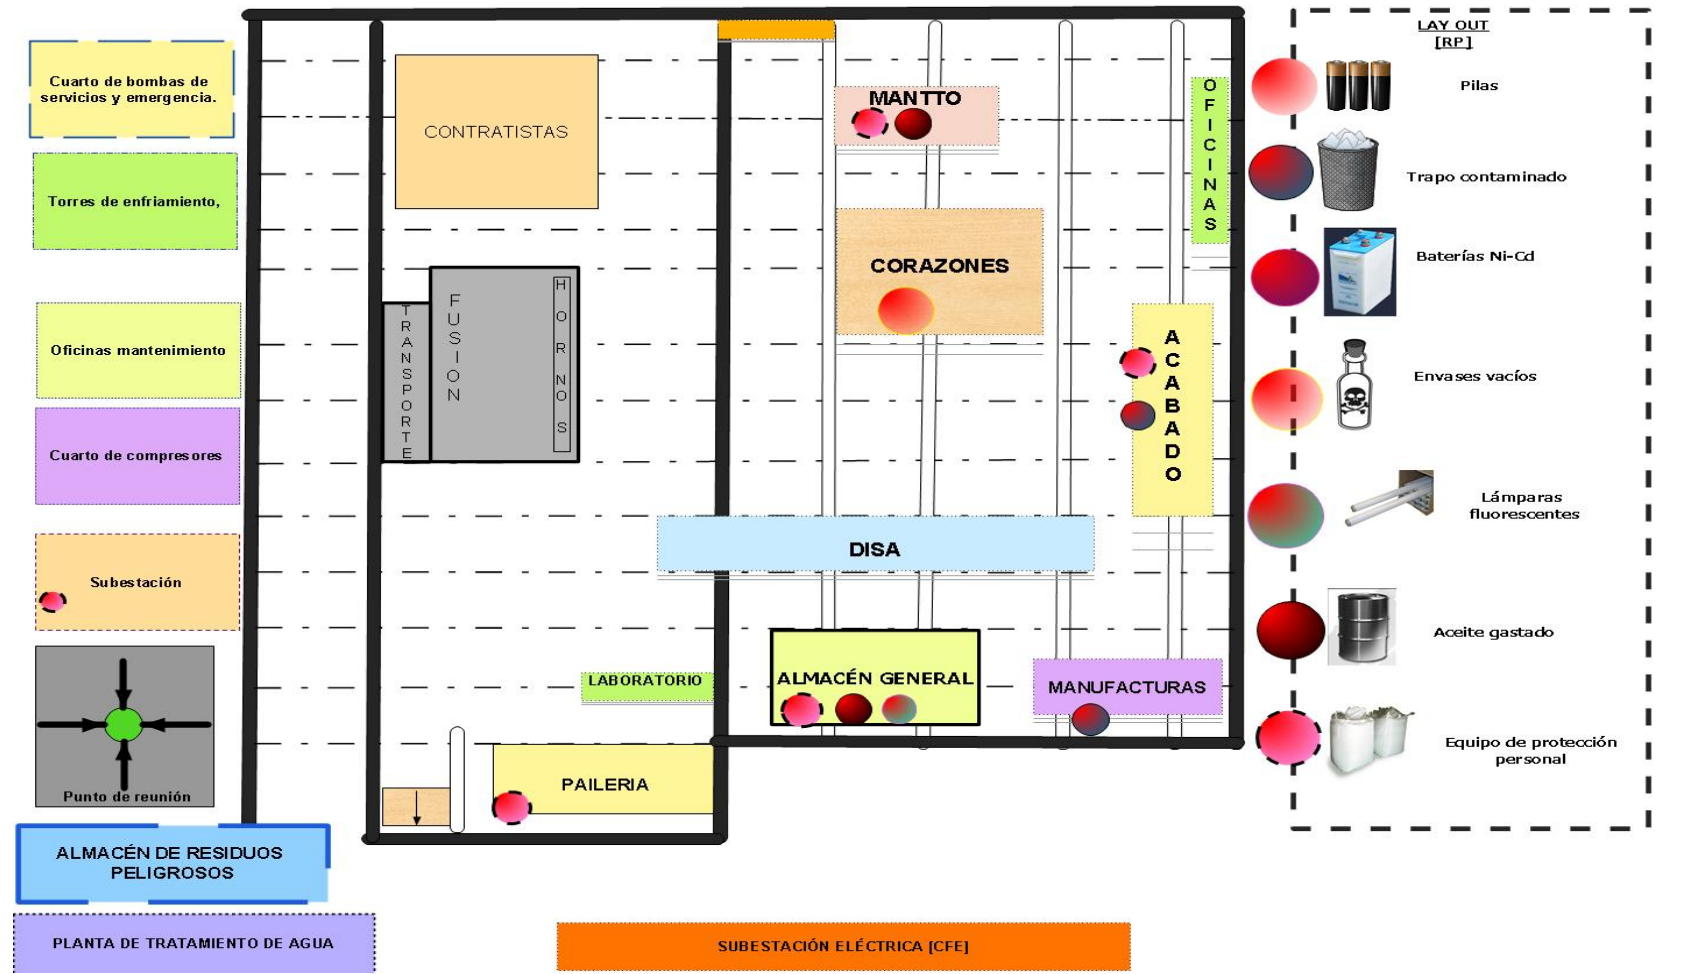 LAY OUT
[RP]
Cuarto de bombas de
servicios y emergencia.
Torres de enfriamiento,
Oficinas mantenimiento
Cuarto de compresores
Subestación
Punto de reunión
ALMACÉN DE RESIDUOS
PELIGROSOS
PLANTA DE TRATAMIENTO DE AGUA
CONTRATISTAS
TRANSPORTE
FUSION
HORNOS
MANTTO
OFICINAS
CORAZONES
ACABADO
DISA
LABORATORIO
ALMACÉN GENERAL
MANUFACTURAS
PAILERIA
SUBESTACIÓN ELÉCTRICA [CFE]
Pilas
Trapo contaminado
Baterías Ni-Cd
Envases vacíos
Lámparas
fluorescentes
Aceite gastado
Equipo de protección
personal